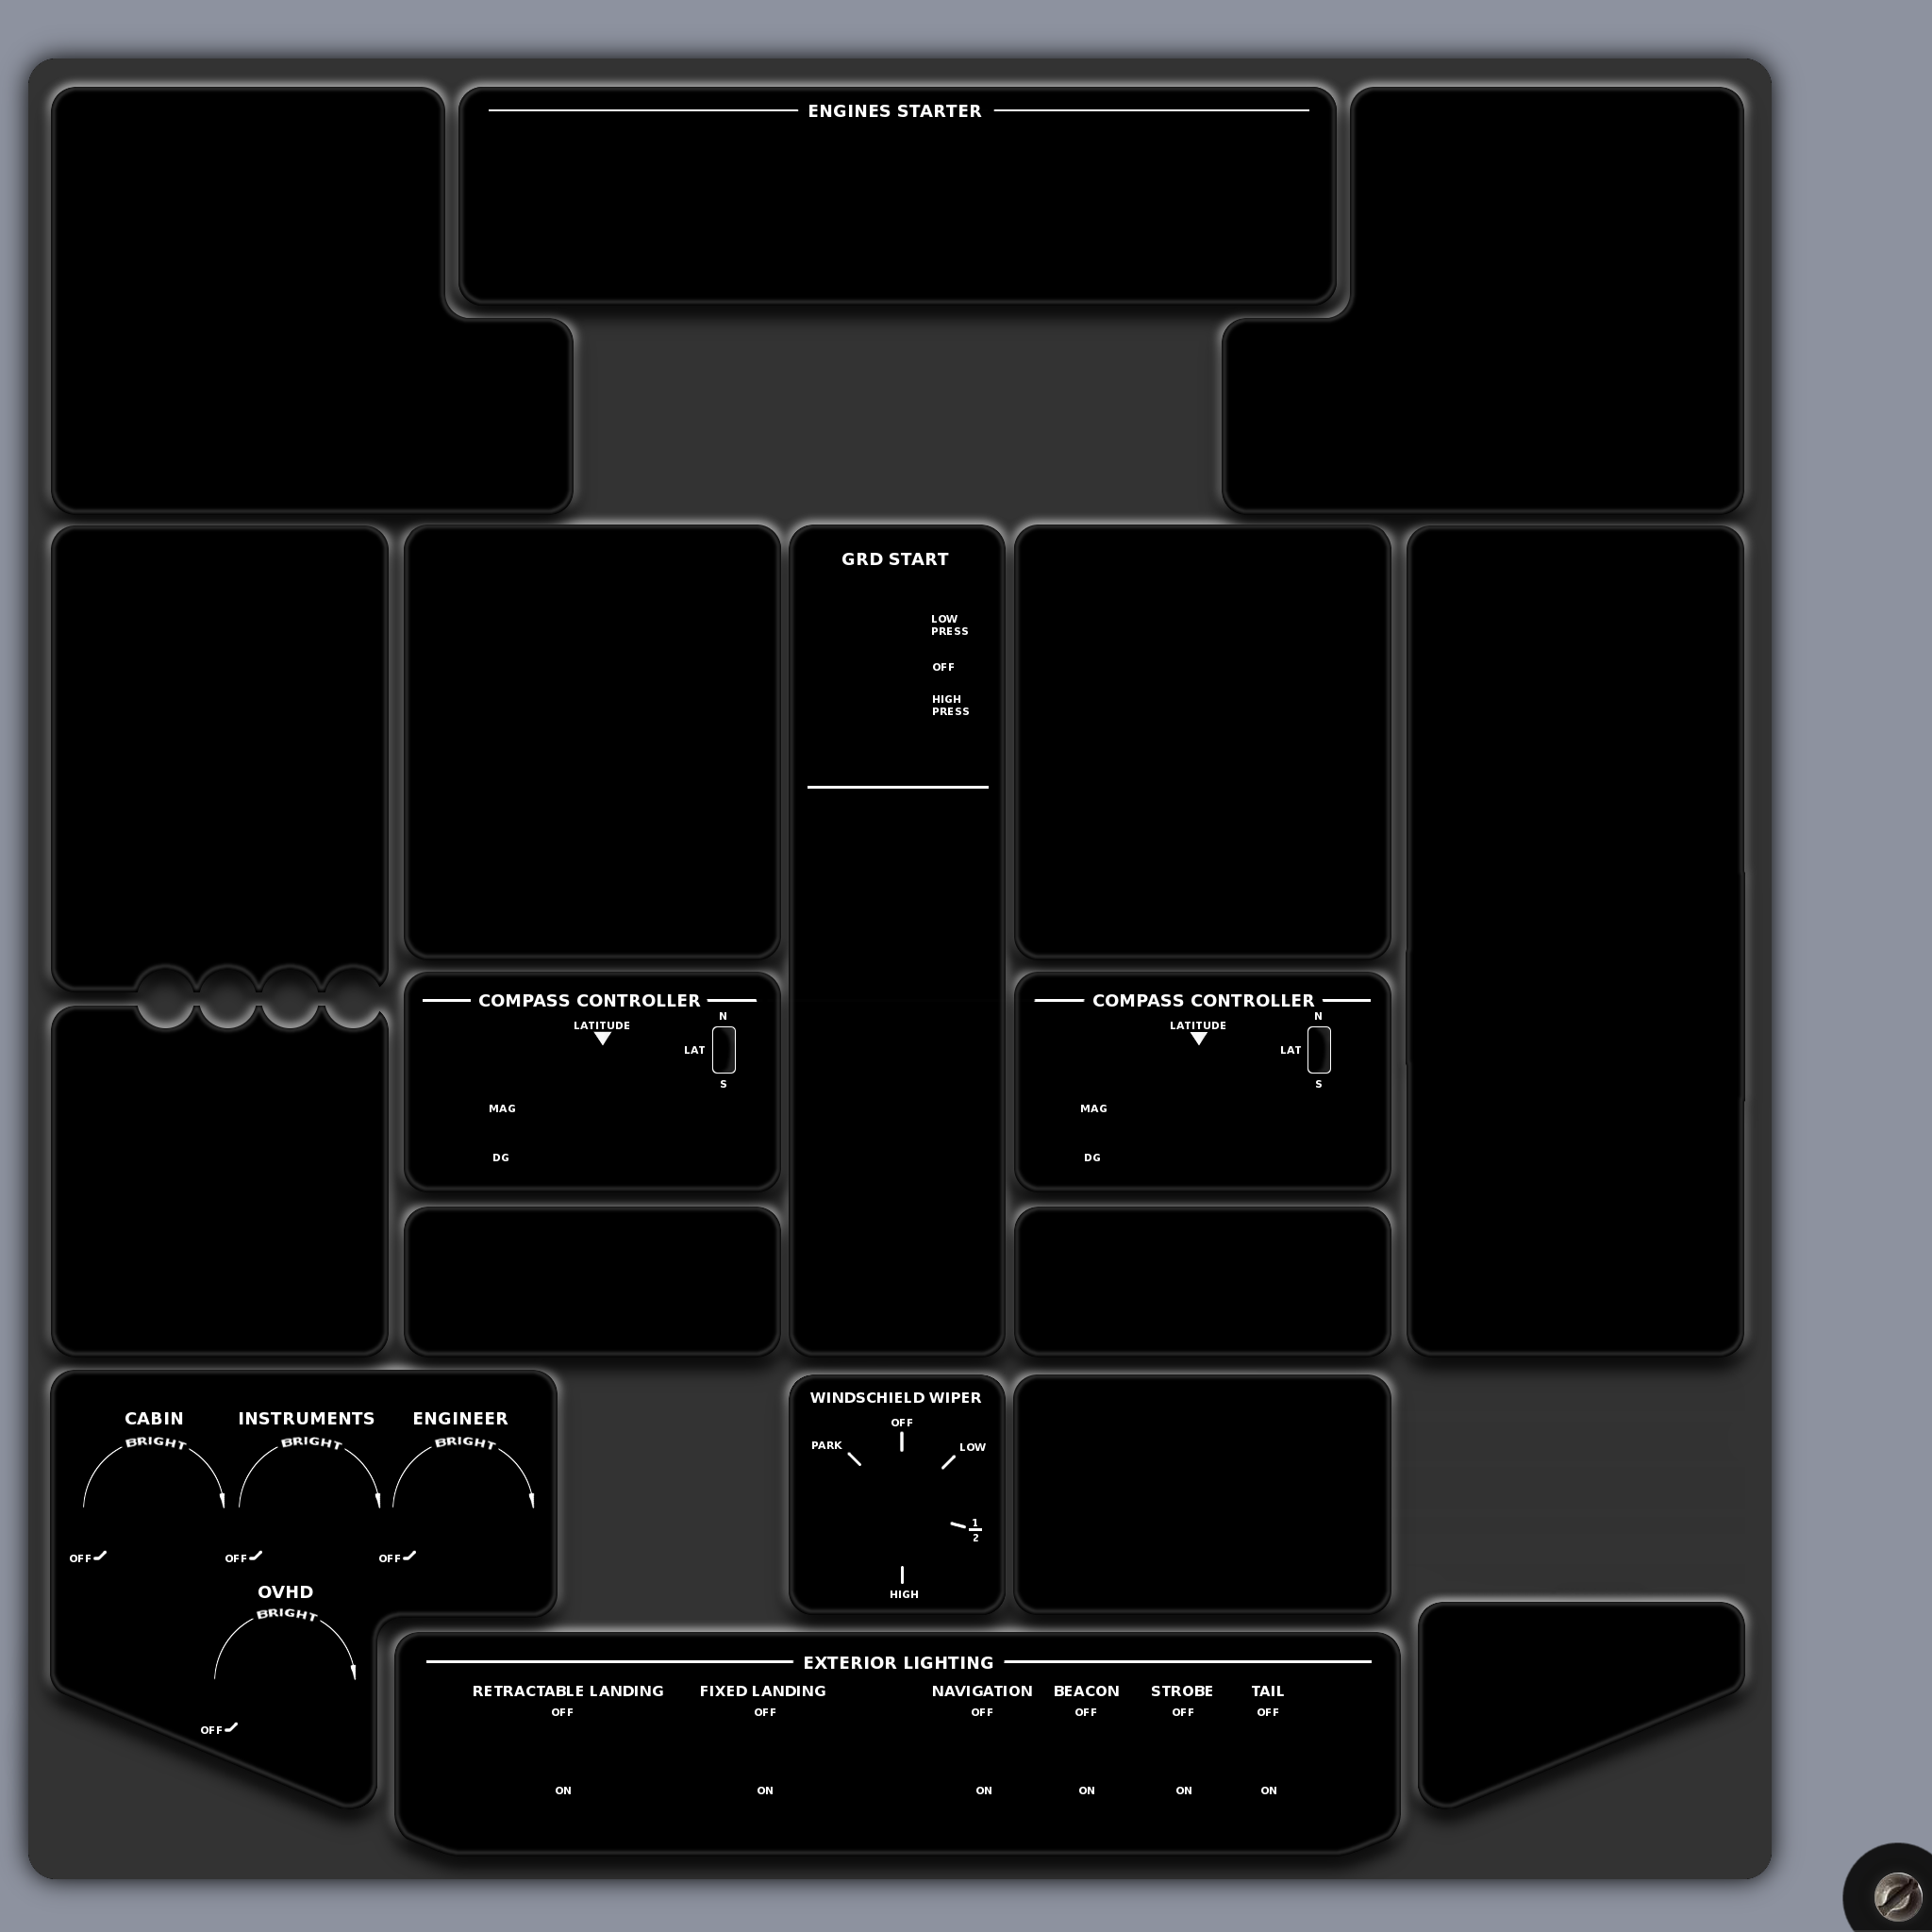 ENGINES STARTER
GRD START
LOW
PRESS
OFF
HIGH
PRESS
COMPASS CONTROLLER
LATITUDE
N
LAT
S
MAG
DG
COMPASS CONTROLLER
LATITUDE
N
LAT
S
MAG
DG
CABIN
BRIGHT
OFF
INSTRUMENTS
BRIGHT
OFF
ENGINEER
BRIGHT
OFF
OVHD
BRIGHT
OFF
WINDSCHIELD WIPER
OFF
PARK
LOW
1
2
HIGH
EXTERIOR LIGHTING
RETRACTABLE LANDING FIXED LANDING NAVIGATION BEACON STROBE TAIL
OFF OFF OFF OFF OFF OFF
ON ON ON ON ON ON